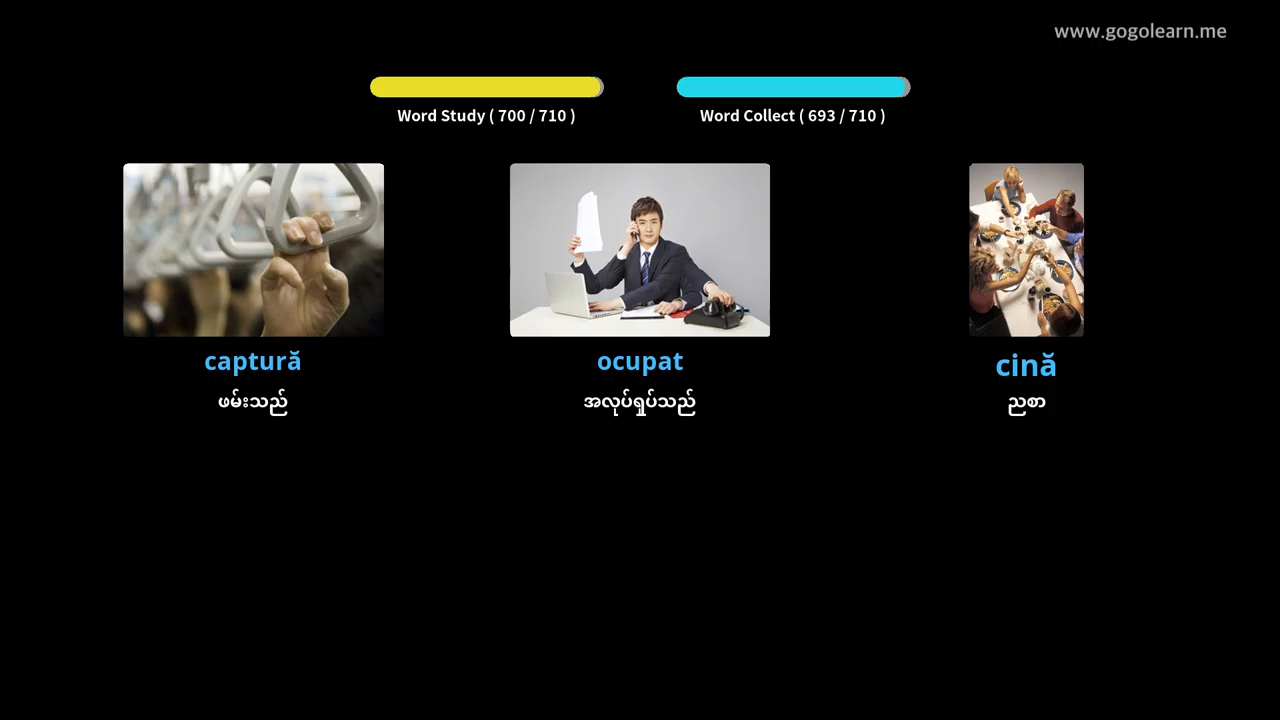 www.gogolearn.me
Word Study ( 700 / 710 )
Word Collect ( 693 / 710 )
captură
ocupat
cină
ဖမ်းသည်
အလုပ်ရှုပ်သည်
ညစာ